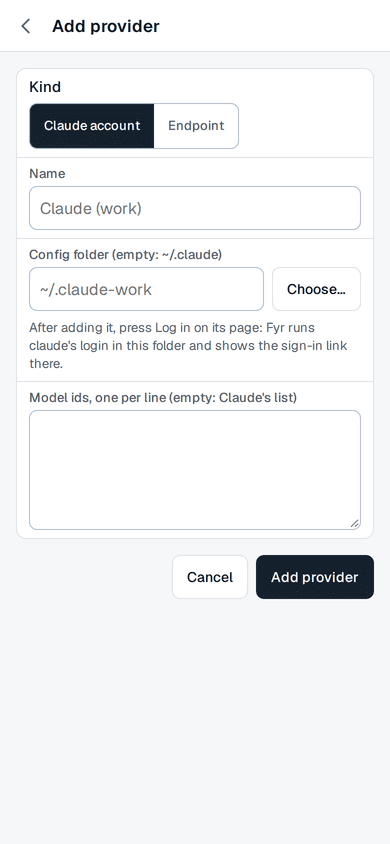 Add provider
Kind
Claude account
Endpoint
Name
Claude (work)
Config folder (empty: ~/.claude)
~/.claude-work
Choose...
After adding it, press Log in on its page: Fyr runs
claude's login in this folder and shows the sign-in link
there.
Model ids, one per line (empty: Claude's list)
Cancel
Add provider